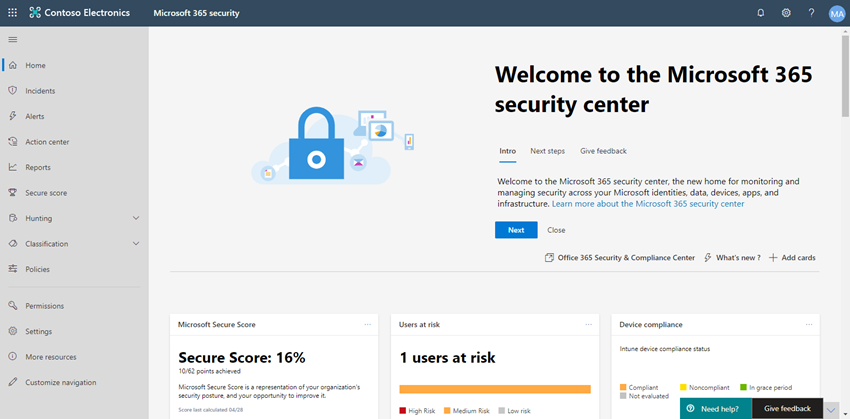 Contoso Electronics
Microsoft 365 security
MA
Home
Incidents
Alerts
Action center
Reports
Secure score
Hunting
Classification
Policies
Permissions
Settings
More resources
Customize navigation
Welcome to the Microsoft 365
security center
Intro
Next steps
Give feedback
Welcome to the Microsoft 365 security center, the new home for monitoring and
managing security across your Microsoft identities, data, devices, apps, and
infrastructure. Learn more about the Microsoft 365 security center
Next
Close
Office 365 Security & Compliance Center
What's new ?
Add cards
Microsoft Secure Score
Secure Score: 16%
10/62 points achieved
Microsoft Secure Score is a representation of your organization's
security posture, and your opportunity to improve it.
Score last calculated 04/28
Users at risk
1 users at risk
High Risk
Medium Risk
Low risk
Device compliance
Intune device compliance status
Compliant
Noncompliant
In grace period
Not evaluated
Need help?
Give feedback